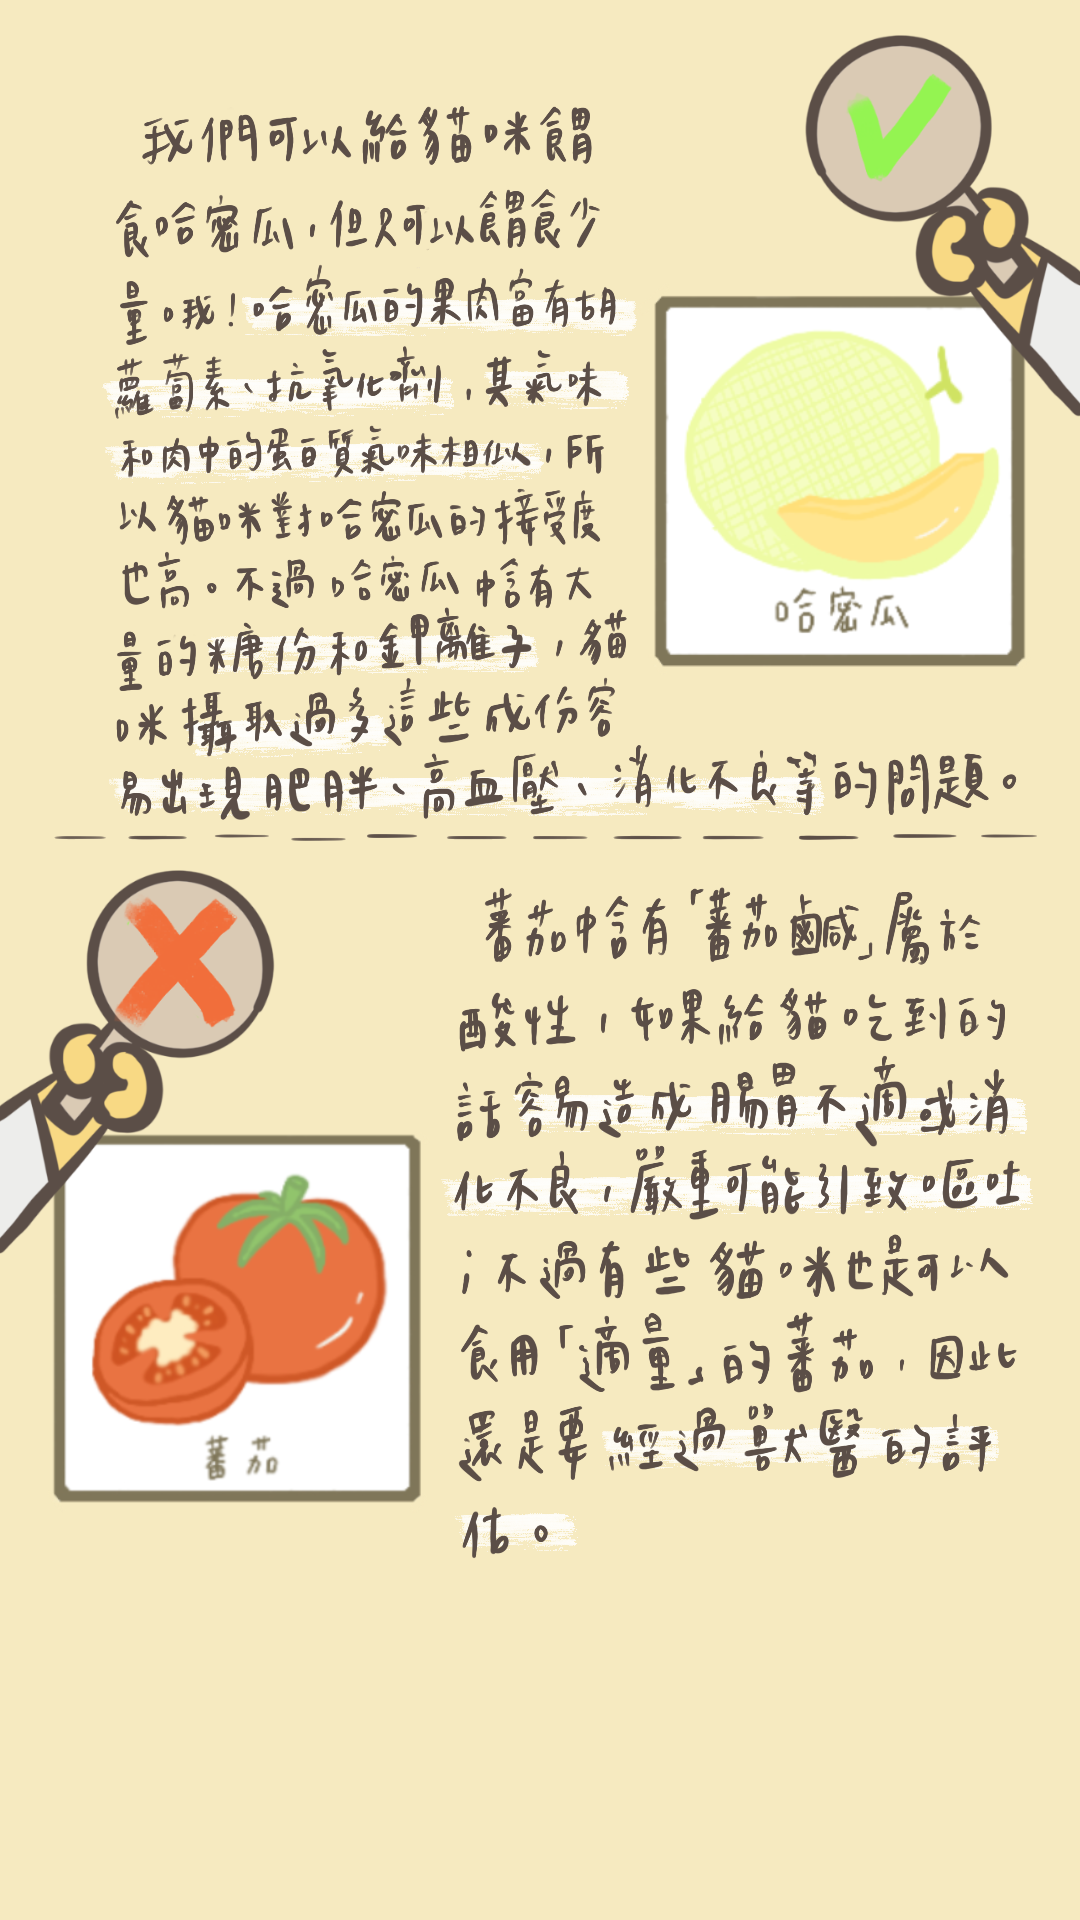 我們可以給貓咪餵
食哈密瓜，但只可以餵食少
量哦！哈密瓜的果肉富有胡
蘿蔔素、抗氧化劑，其氣味
和肉中的蛋白質氣味相似，所
以貓咪對哈密瓜的接受度
也高。不過哈密瓜中含有大
量的糖份和鉀離子，貓
咪攝取過多這些成份容
易出現肥胖、高血壓、消化不良等的問題。
哈密瓜
蕃茄中含有「蕃茄鹹」屬於
酸性，如果給貓吃到的
話容易造成腸胃不適或消
化不良，嚴重可能引致嘔吐
；不過有些貓咪也是可以
食用「適量」的蕃茄，因此
還是要經過獸醫的評
估。
蕃茄